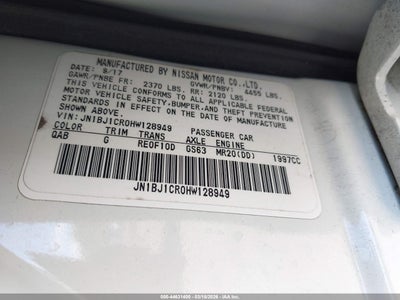 MANUFACTURED BY NISSAN MOTOR CO.,LTD.
DATE: 8/17 GVWR/PNBV: 4455 LBS.
GAWR/PNBE FR: 2370 LBS. RR: 2120 LBS.
THIS VEHICLE CONFORMS TO ALL APPLICABLE FEDERAL
MOTOR VEHICLE SAFETY,BUMPER,AND THEFT PREVENTION
STANDARDS IN EFFECT ON THE DATE OF MANUFACTURE
SHOWN ABOVE.
VIN: JN1BJ1CR0HW128949 PASSENGER CAR
COLOR TRIM TRANS AXLE ENGINE
QAB G RE0F10D GS63 MR20(DD) 1997CC
JN1BJ1CR0HW128949